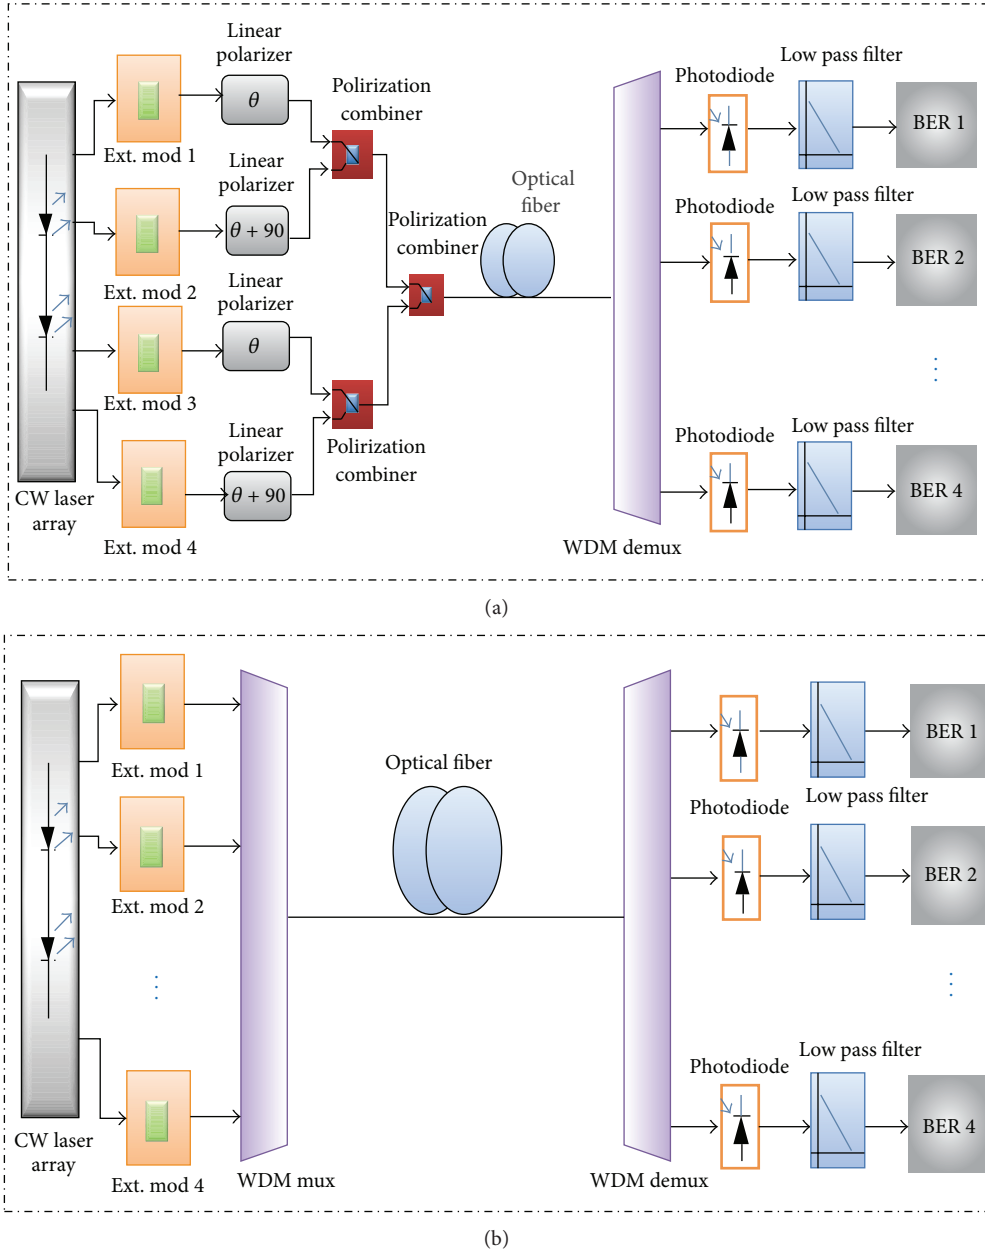 Linear
polarizer
θ
Ext. mod 1
Polirization
combiner
Linear
polarizer
θ + 90
Ext. mod 2
Polirization
combiner
Optical
fiber
Linear
polarizer
θ
Ext. mod 3
Polirization
combiner
Linear
polarizer
θ + 90
Ext. mod 4
CW laser
array
WDM demux
Photodiode
Low pass filter
BER 1
Photodiode
Low pass filter
BER 2
⋮
Photodiode
Low pass filter
BER 4
(a)
Ext. mod 1
Ext. mod 2
⋮
Ext. mod 4
CW laser
array
WDM mux
Optical fiber
WDM demux
BER 1
Photodiode
Low pass filter
BER 2
⋮
Photodiode
Low pass filter
BER 4
(b)